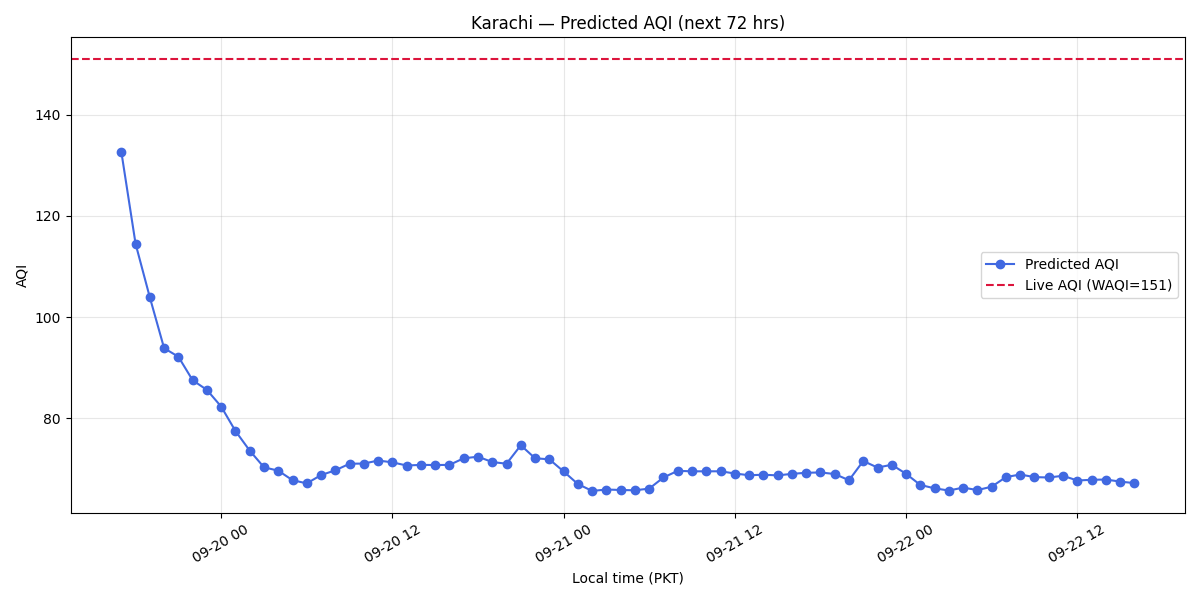 Karachi — Predicted AQI (next 72 hrs)
140
120
100
80
AQI
Predicted AQI
Live AQI (WAQI=151)
09-20 00
09-20 12
09-21 00
09-21 12
09-22 00
09-22 12
Local time (PKT)